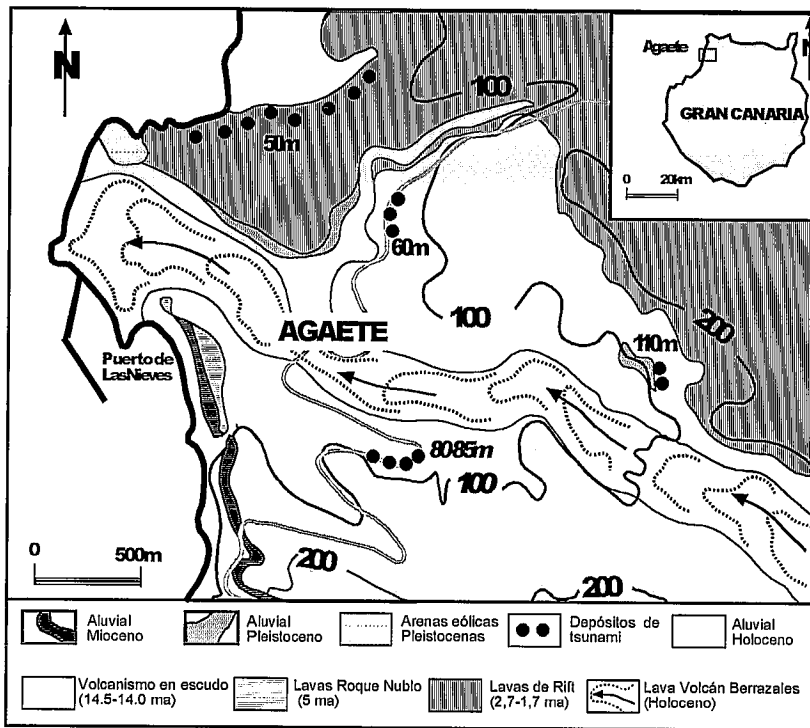 N
Agaete
N
GRAN CANARIA
0 20km
100
50m
60m
200
100
AGAETE
110m
Puerto de
Las Nieves
8085m
100
0 500m
200
200
Aluvial
Mioceno
Aluvial
Pleistoceno
Arenas eólicas
Pleistocenas
Depósitos de
tsunami
Aluvial
Holoceno
Volcanismo en escudo
(14.5-14.0 ma)
Lavas Roque Nublo
(5 ma)
Lavas de Rift
(2,7-1,7 ma)
Lava Volcán Berrazales
(Holoceno)